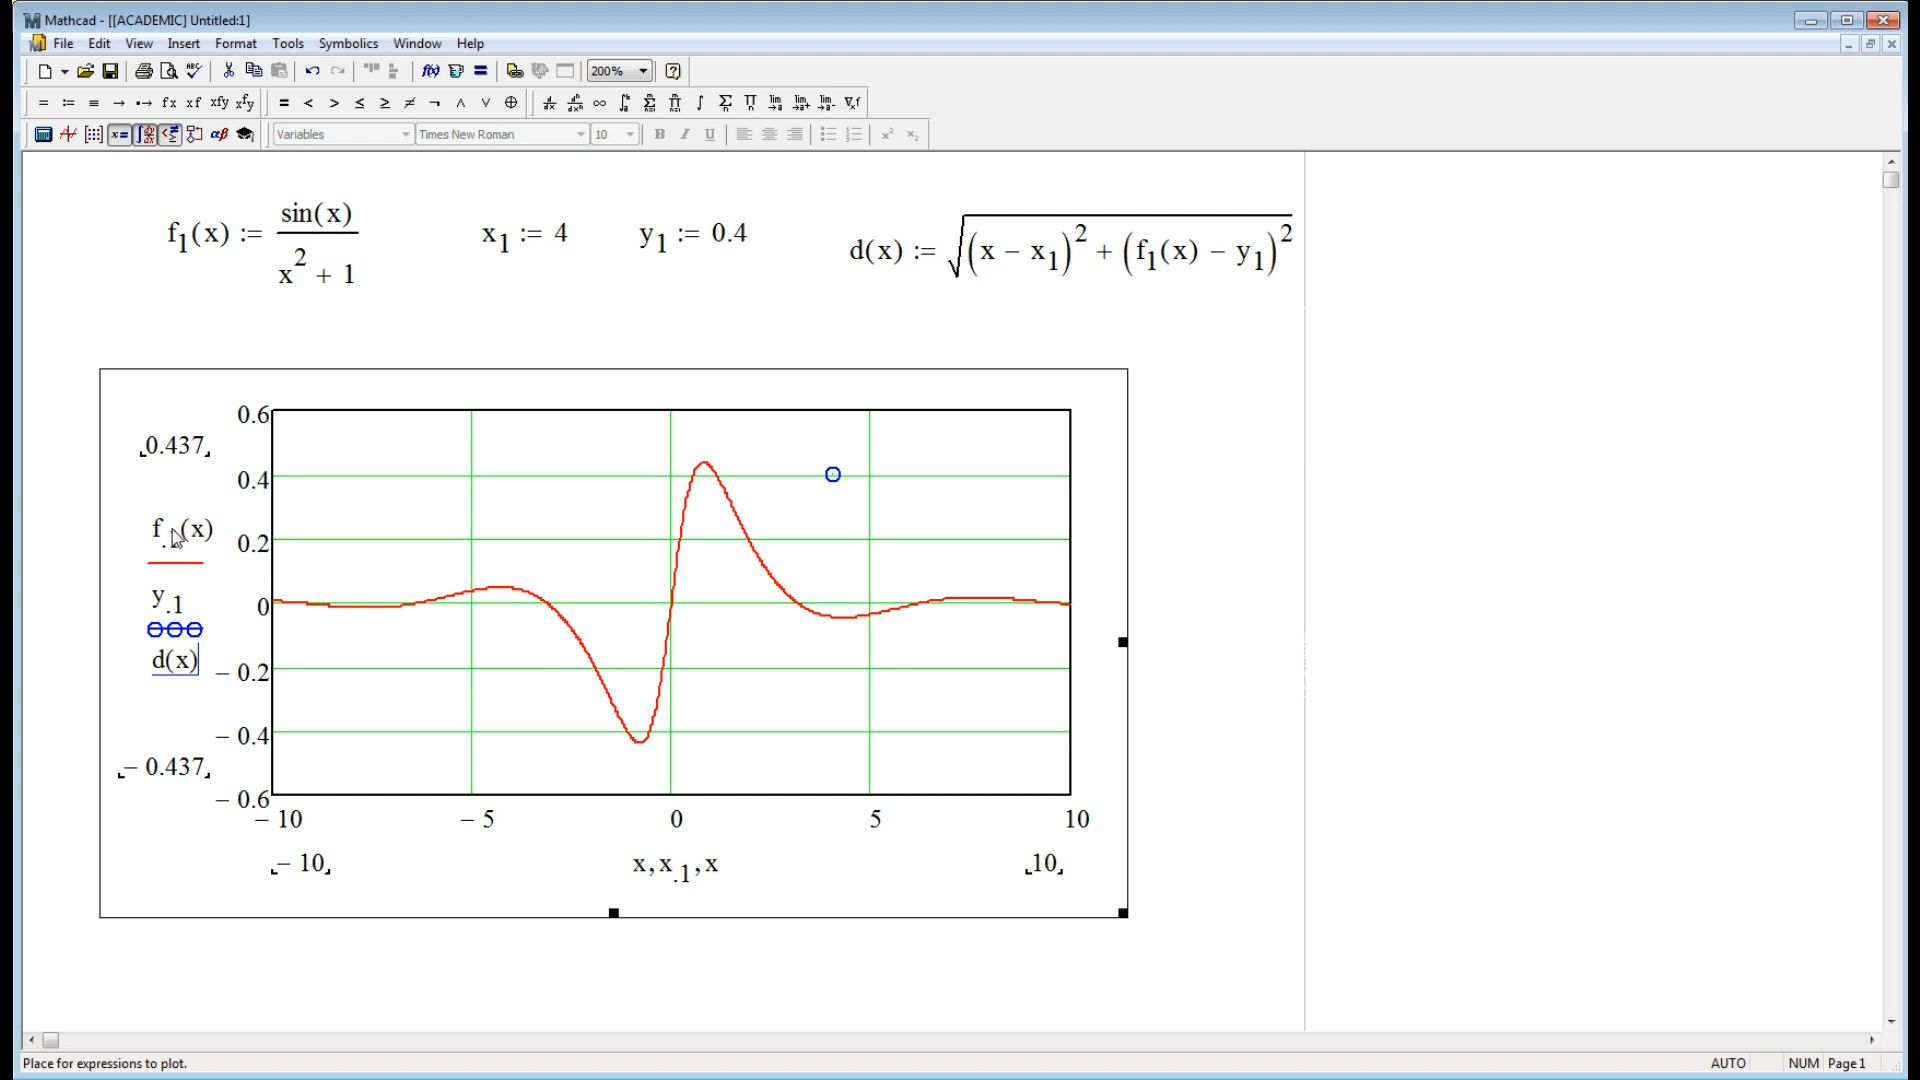 Mathcad - [[ACADEMIC] Untitled:1]
File Edit View Insert Format Tools Symbolics Window Help
200%
Variables Times New Roman 10 B I U
f1(x) := sin(x) / x^2 + 1
x1 := 4
y1 := 0.4
d(x) := √(x − x1)^2 + (f1(x) − y1)^2
0.437
f.1(x)
y.1
d(x)
− 0.437
0.6
0.4
0.2
0
− 0.2
− 0.4
− 0.6
− 10 − 5 0 5 10
− 10 x,x.1,x 10
Place for expressions to plot.
AUTO NUM Page 1